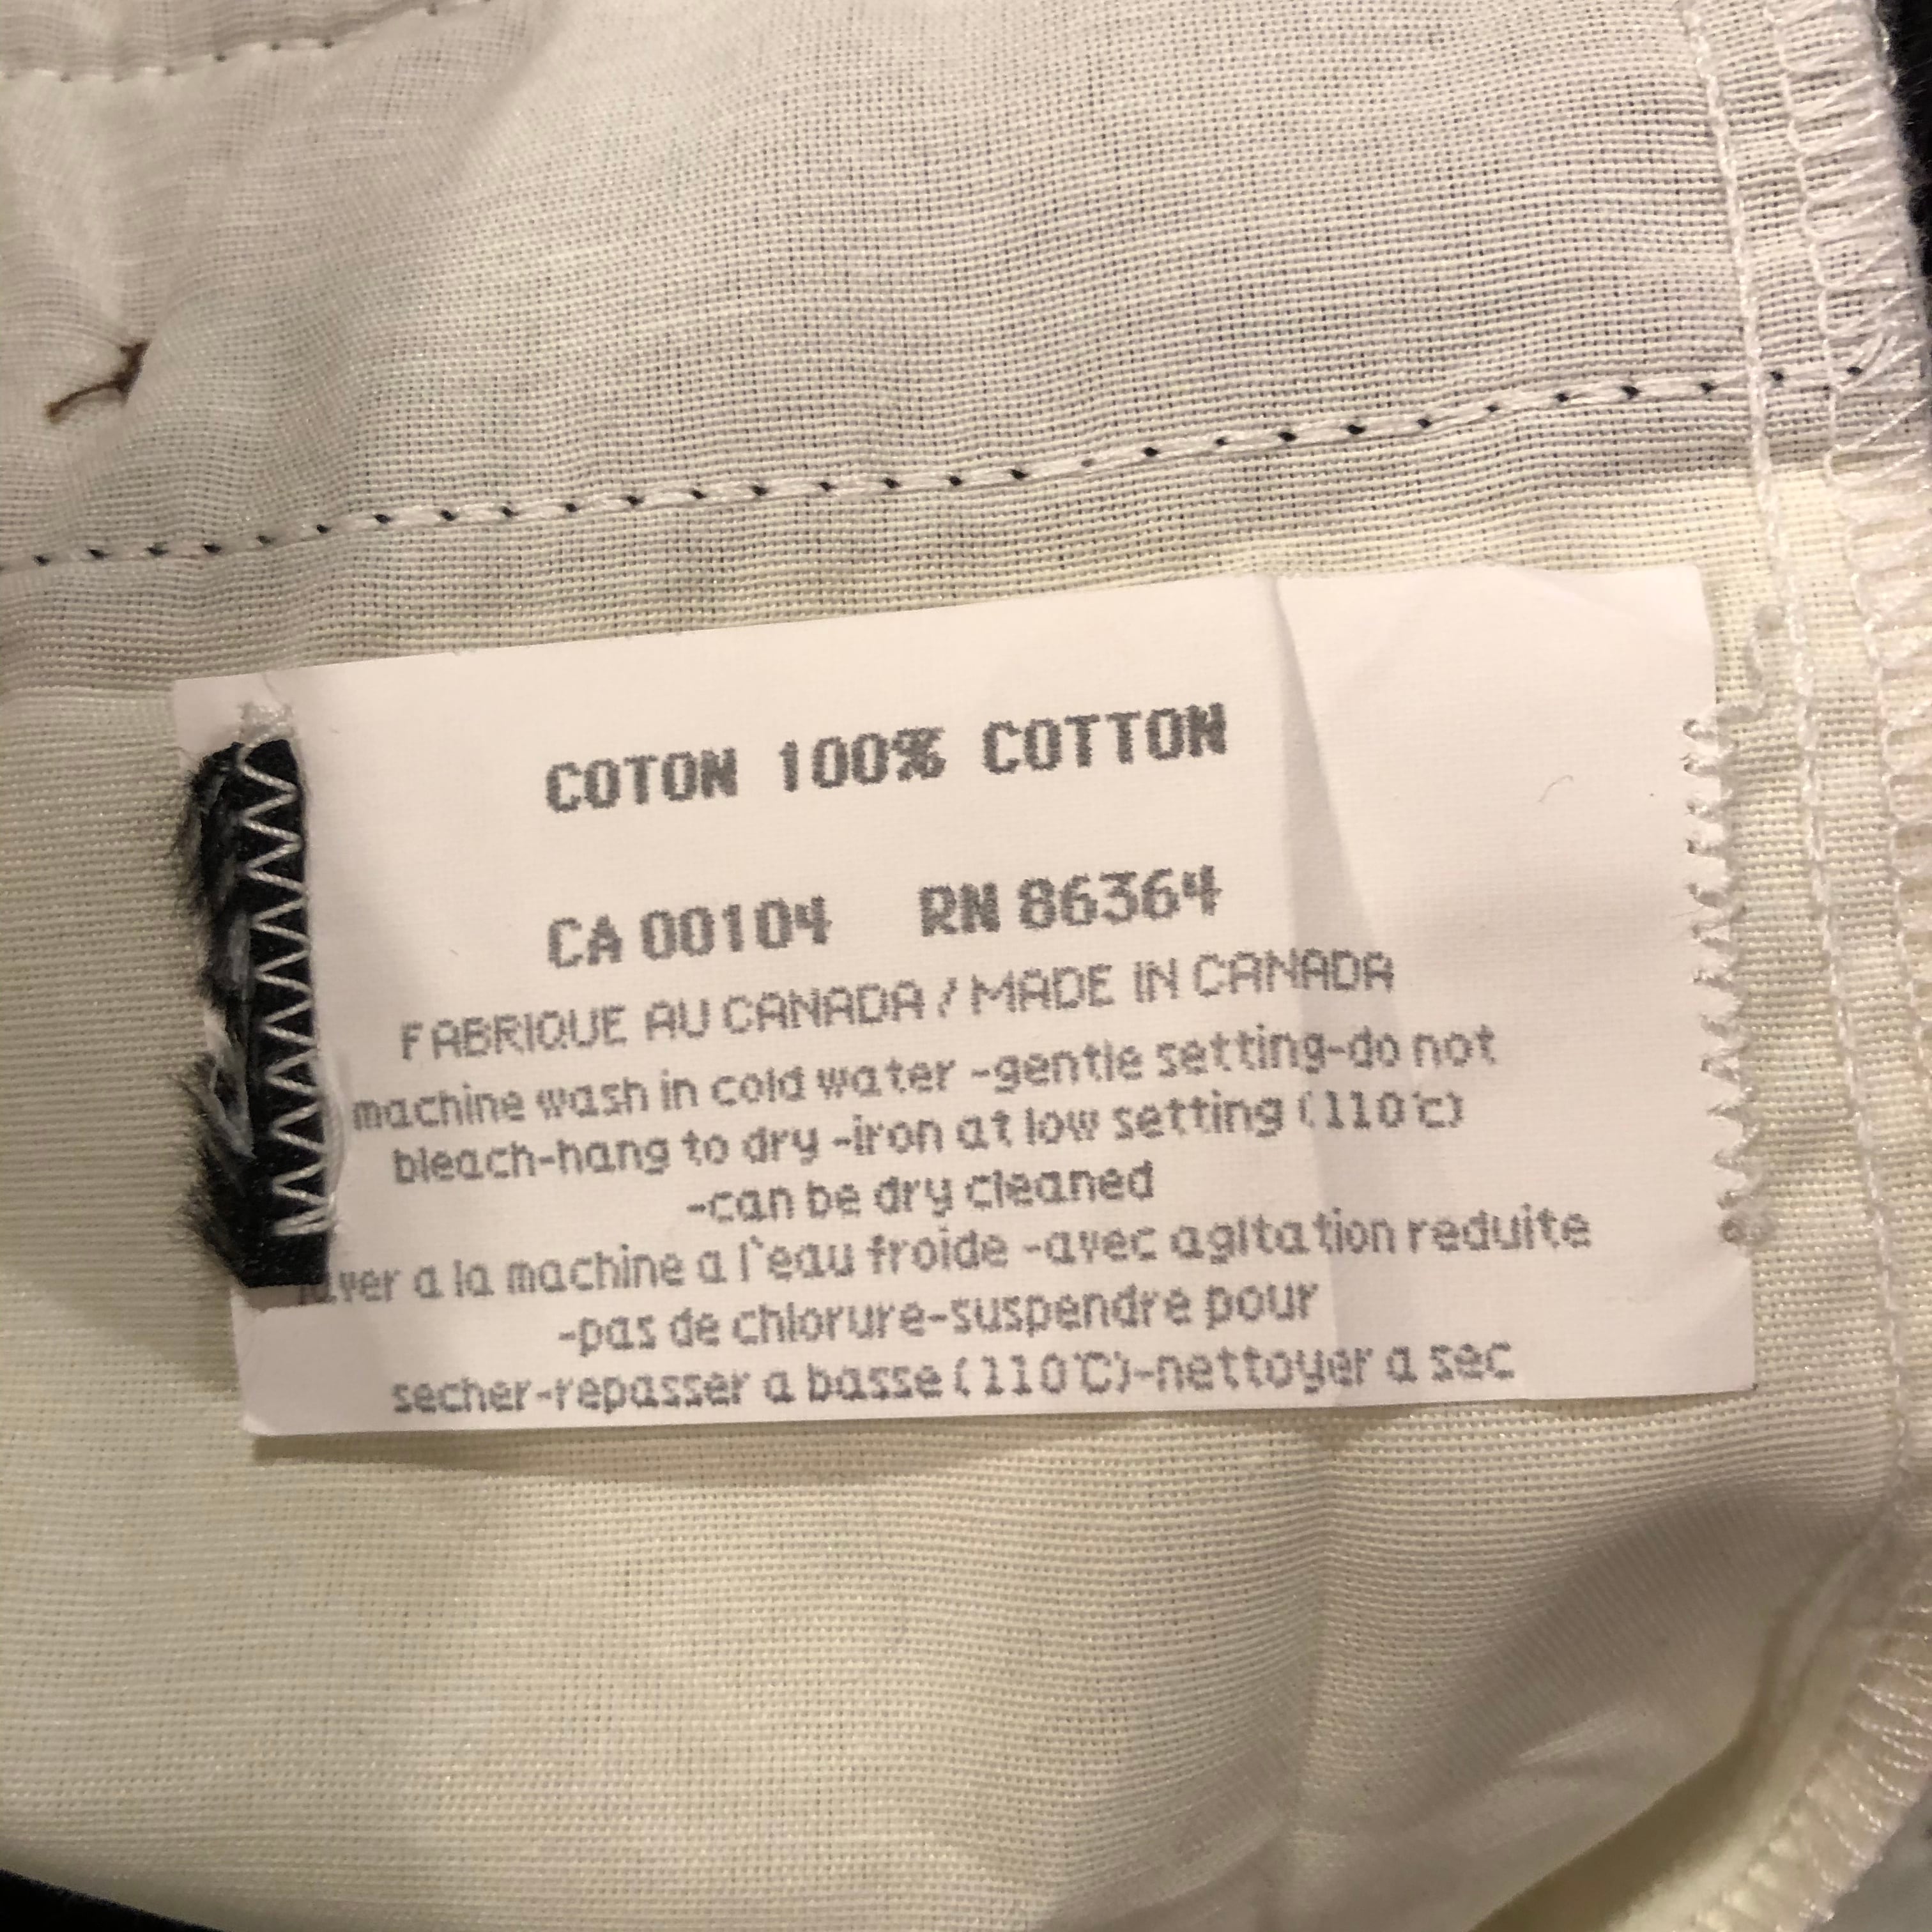 COTON 100% COTTON
CA 00104 RN 86364
FABRIQUE AU CANADA / MADE IN CANADA
machine wash in cold water -gentle setting-do not
bleach-hang to dry -iron at low setting (110°c)
-can be dry cleaned
a la machine a l`eau froide -avec agitation reduite
-pas de chlorure-suspendre pour
secher-repasser a basse (110°C)-nettoyer a sec